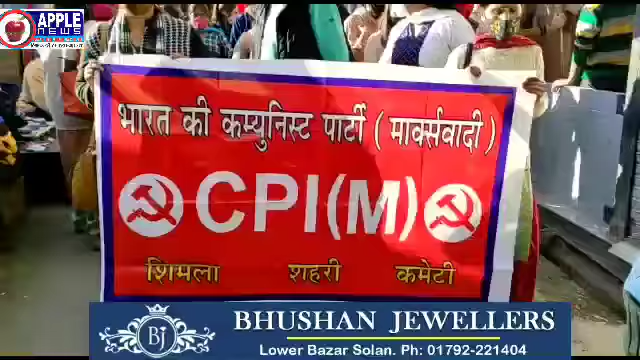 APPLE
NEWS
भारत की कम्युनिस्ट पार्टी ( मार्क्सवादी )
CPI(M)
शिमला शहरी कमेटी
BJ
BHUSHAN JEWELLERS
Lower Bazar Solan. Ph: 01792-221404